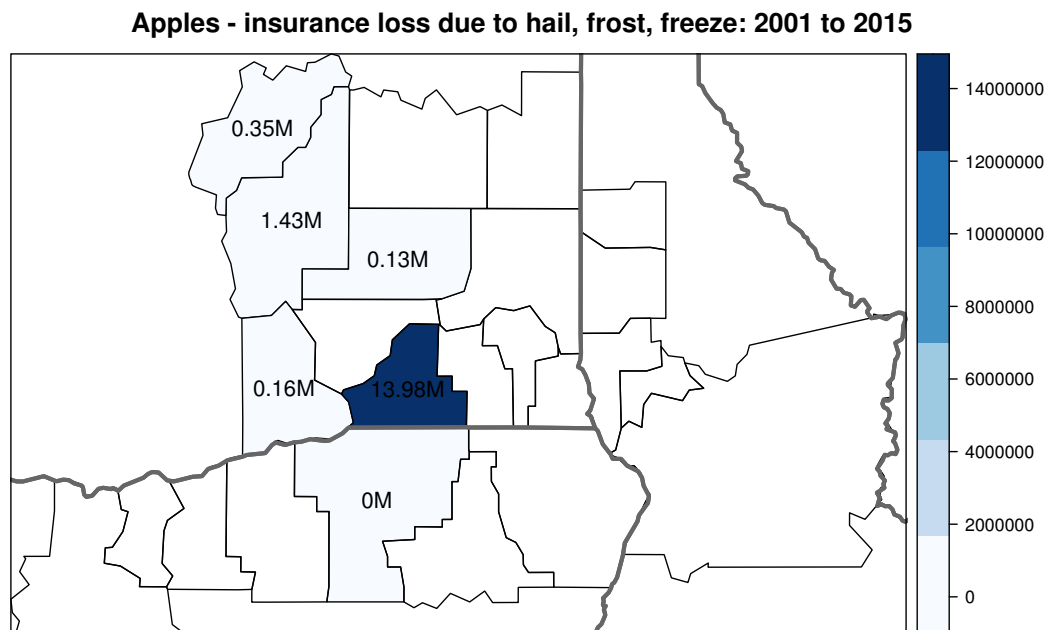 Apples - insurance loss due to hail, frost, freeze: 2001 to 2015
14000000
0.35M
12000000
1.43M
10000000
0.13M
8000000
0.16M
13.98M
6000000
4000000
0M
2000000
0